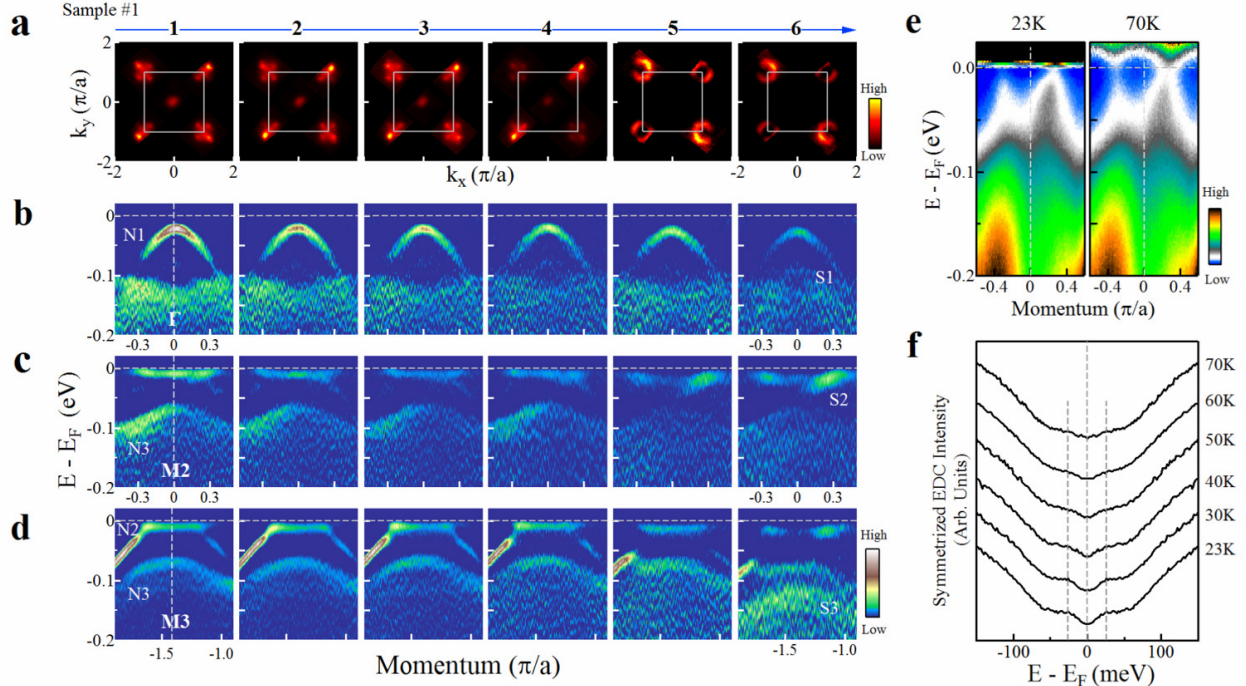 Sample #1
a
1 2 3 4 5 6
2
0
-2
k_y (π/a)
-2 0 2
k_x (π/a)
High
Low
b
0
-0.1
-0.2
N1
Γ
S1
-0.3 0 0.3
-0.3 0 0.3
c
0
-0.1
-0.2
E - E_F (eV)
N3
M2
S2
-0.3 0 0.3
-0.3 0 0.3
d
0
-0.1
-0.2
N2
N3
M3
S3
High
Low
-1.5 -1.0
-1.5 -1.0
Momentum (π/a)
e
23K 70K
0.0
-0.1
-0.2
E - E_F (eV)
High
Low
-0.4 0 0.4 -0.4 0 0.4
Momentum (π/a)
f
Symmetrized EDC Intensity
(Arb. Units)
70K
60K
50K
40K
30K
23K
-100 0 100
E - E_F (meV)